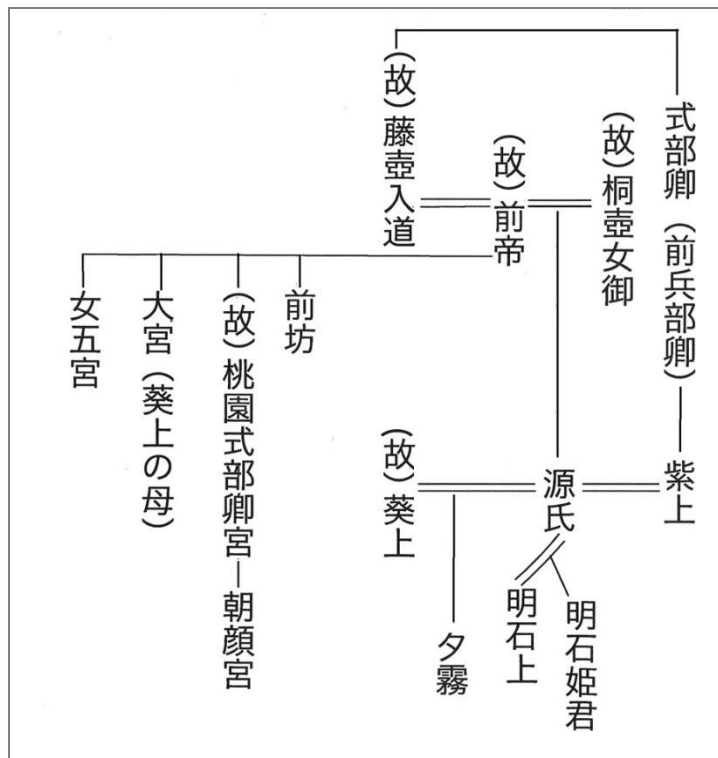 式部卿（前兵部卿）
紫上
（故）桐壺女御
（故）前帝
（故）藤壺入道
源氏
（故）葵上
明石姫君
明石上
夕霧
前坊
（故）桃園式部卿宮
朝顔宮
大宮（葵上の母）
女五宮